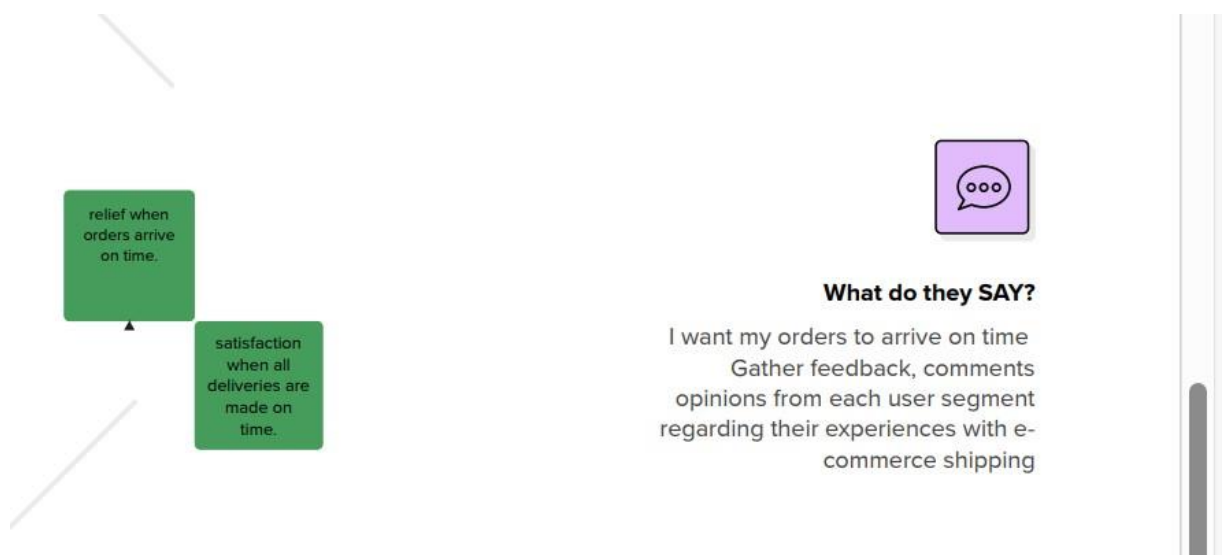 relief when
orders arrive
on time.
satisfaction
when all
deliveries are
made on
time.
What do they SAY?
I want my orders to arrive on time
Gather feedback, comments
opinions from each user segment
regarding their experiences with e-
commerce shipping